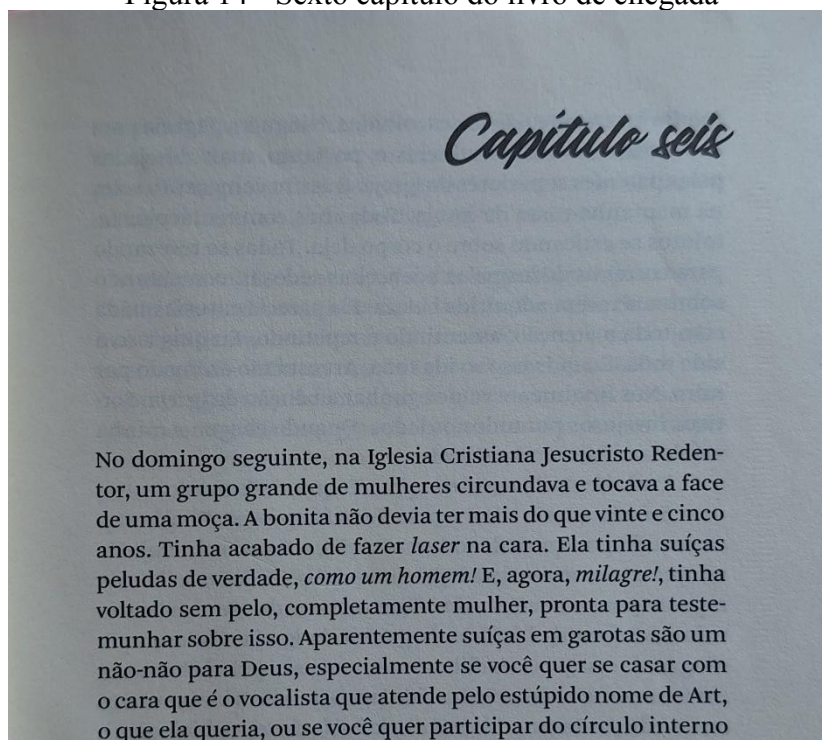 Figura 14 - Sexto capítulo do livro de chegada
Capítulo seis
No domingo seguinte, na Iglesia Cristiana Jesucristo Reden-
tor, um grupo grande de mulheres circundava e tocava a face
de uma moça. A bonita não devia ter mais do que vinte e cinco
anos. Tinha acabado de fazer laser na cara. Ela tinha suíças
peludas de verdade, como um homem! E, agora, milagre!, tinha
voltado sem pelo, completamente mulher, pronta para teste-
munhar sobre isso. Aparentemente suíças em garotas são um
não-não para Deus, especialmente se você quer se casar com
o cara que é o vocalista que atende pelo estúpido nome de Art,
o que ela queria, ou se você quer participar do círculo interno